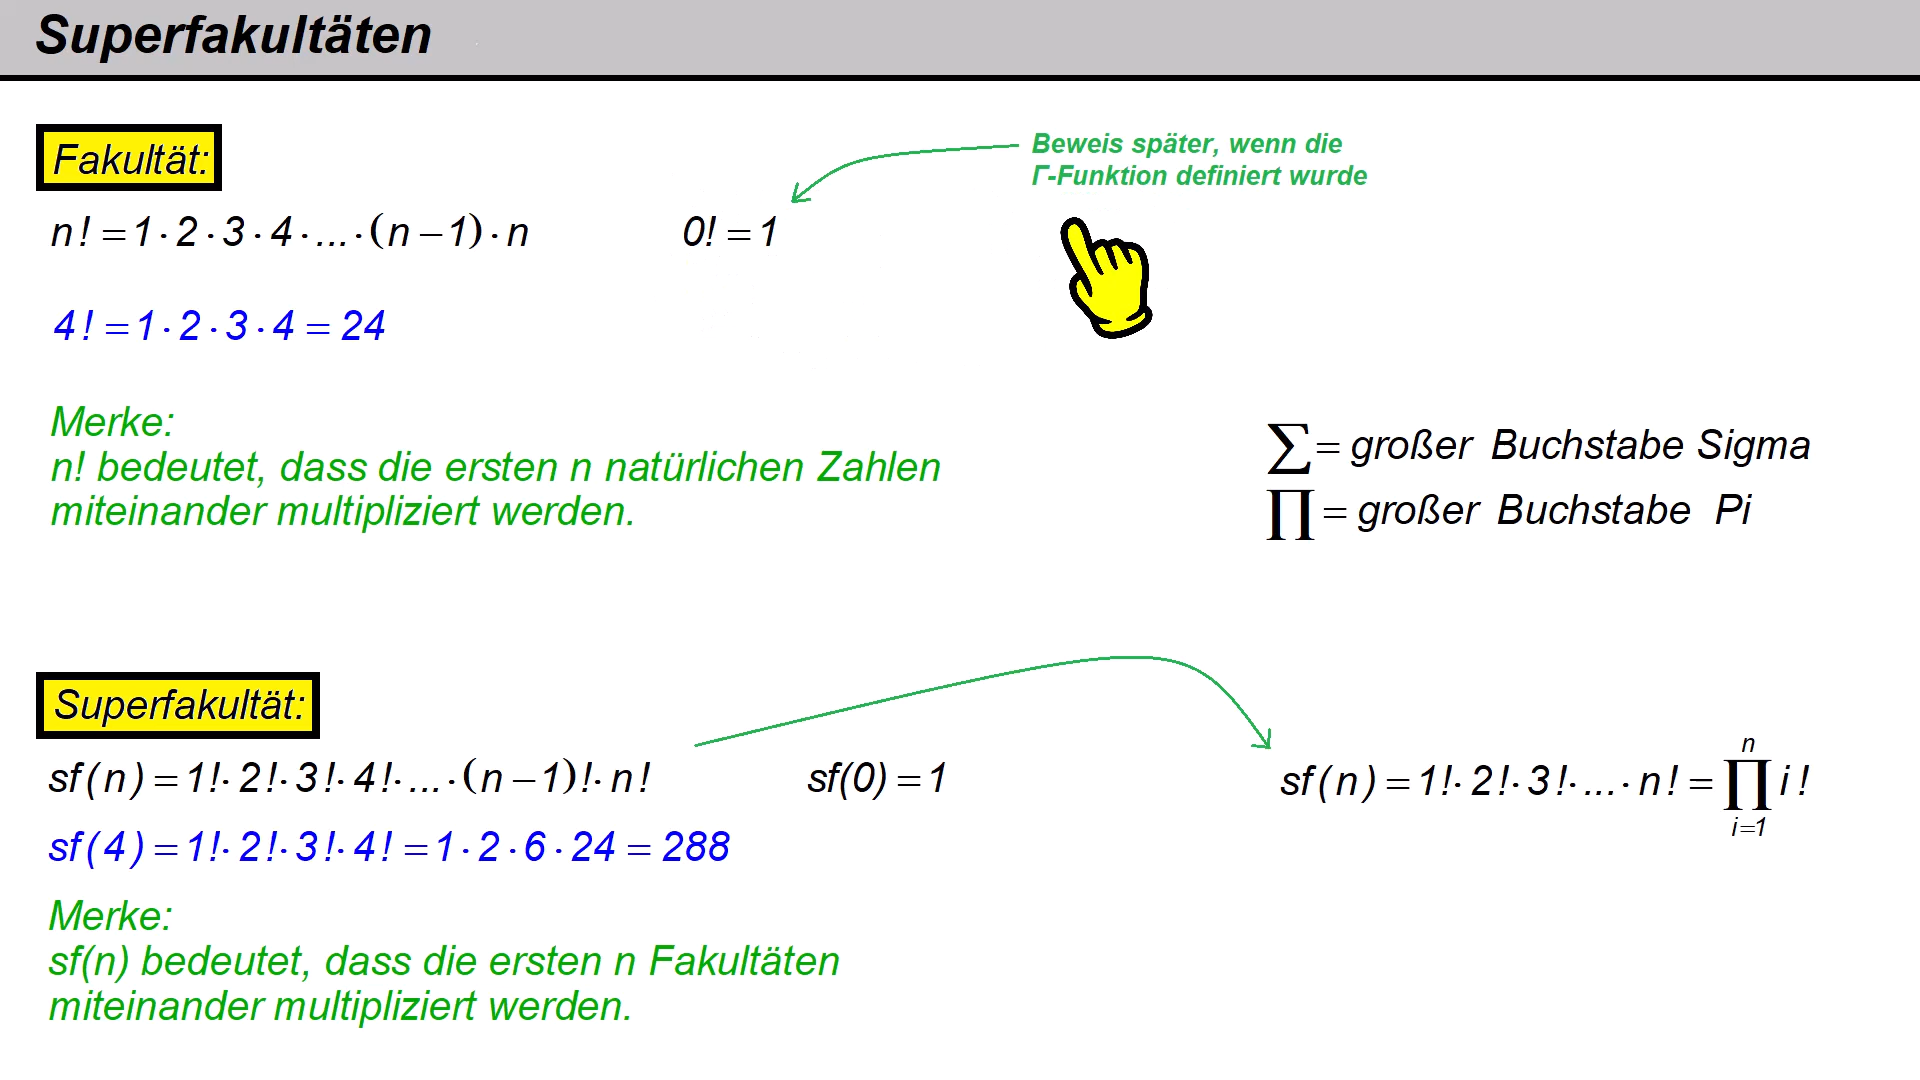 Superfakultäten
Fakultät:
Beweis später, wenn die
Γ-Funktion definiert wurde
n! = 1 · 2 · 3 · 4 · ... · (n − 1) · n
0! = 1
4! = 1 · 2 · 3 · 4 = 24
Merke:
n! bedeutet, dass die ersten n natürlichen Zahlen
miteinander multipliziert werden.
∑ = großer Buchstabe Sigma
∏ = großer Buchstabe Pi
Superfakultät:
sf(n) = 1! · 2! · 3! · 4! · ... · (n − 1)! · n!
sf(0) = 1
sf(n) = 1! · 2! · 3! · ... · n! = ∏_{i=1}^{n} i!
sf(4) = 1! · 2! · 3! · 4! = 1 · 2 · 6 · 24 = 288
Merke:
sf(n) bedeutet, dass die ersten n Fakultäten
miteinander multipliziert werden.